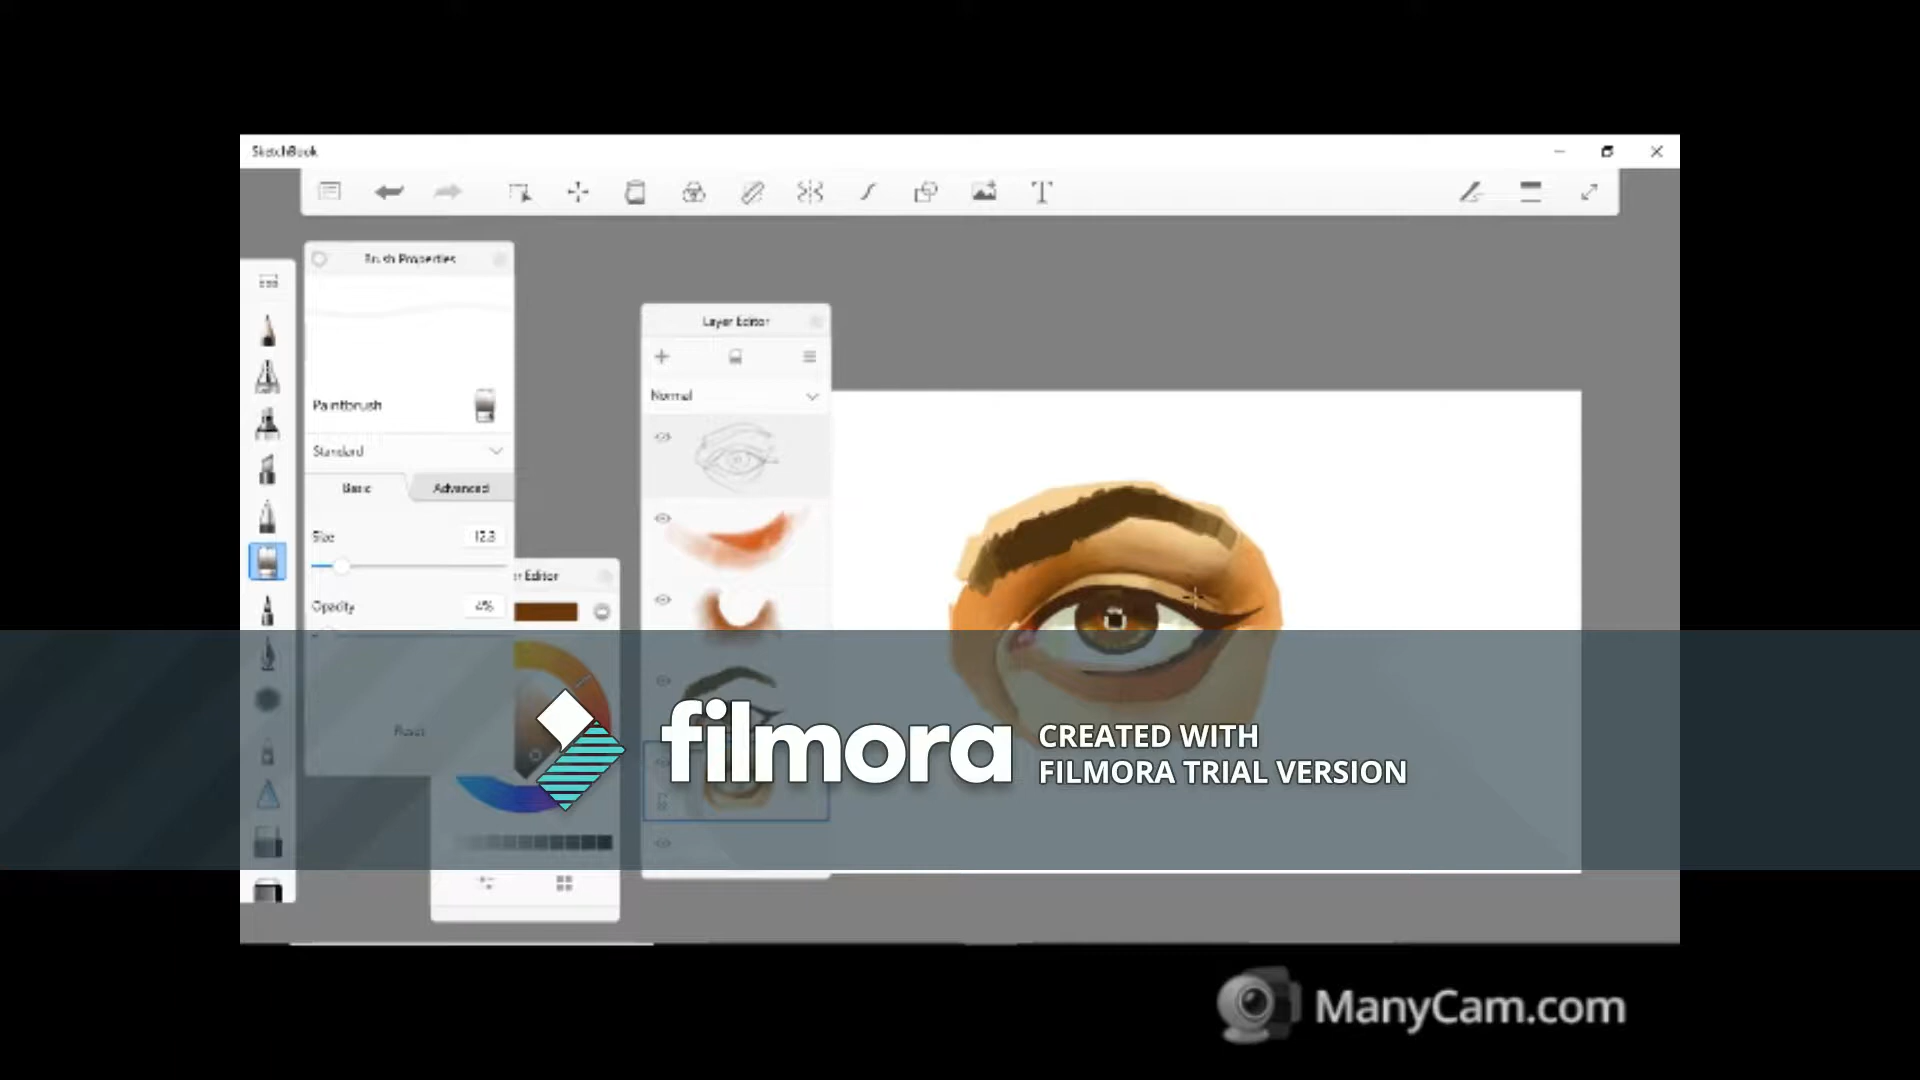 SketchBook
Brush Properties
Layer Editor
Normal
Paintbrush
Standard
Basic
Advanced
Size
12.3
r Editor
Opacity
4%
Reset
filmora
CREATED WITH
FILMORA TRIAL VERSION
ManyCam.com